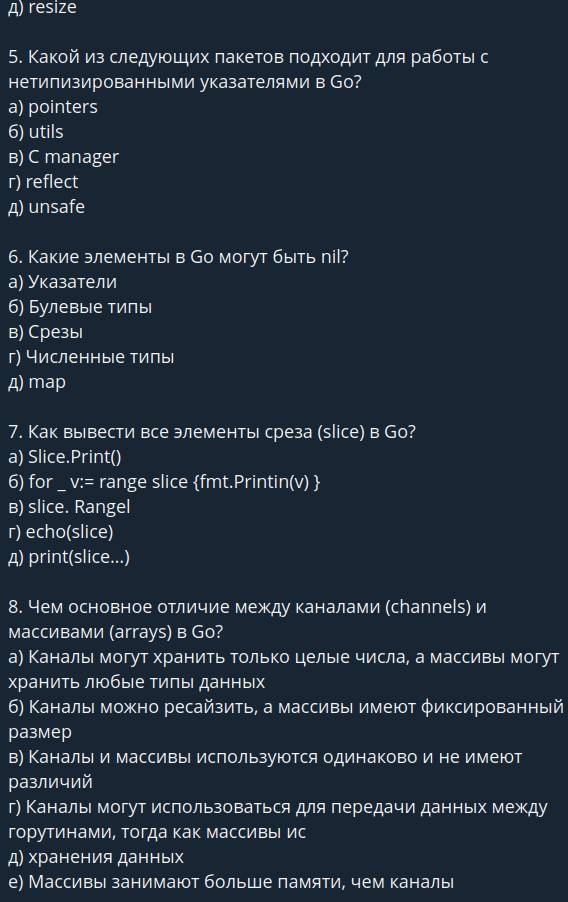 д) resize
5. Какой из следующих пакетов подходит для работы с
нетипизированными указателями в Go?
а) pointers
б) utils
в) C manager
г) reflect
д) unsafe
6. Какие элементы в Go могут быть nil?
а) Указатели
б) Булевые типы
в) Срезы
г) Численные типы
д) map
7. Как вывести все элементы среза (slice) в Go?
а) Slice.Print()
б) for _ v:= range slice {fmt.Printin(v) }
в) slice. Rangel
г) echo(slice)
д) print(slice...)
8. Чем основное отличие между каналами (channels) и
массивами (arrays) в Go?
а) Каналы могут хранить только целые числа, а массивы могут
хранить любые типы данных
б) Каналы можно ресайзить, а массивы имеют фиксированный
размер
в) Каналы и массивы используются одинаково и не имеют
различий
г) Каналы могут использоваться для передачи данных между
горутинами, тогда как массивы ис
д) хранения данных
е) Массивы занимают больше памяти, чем каналы